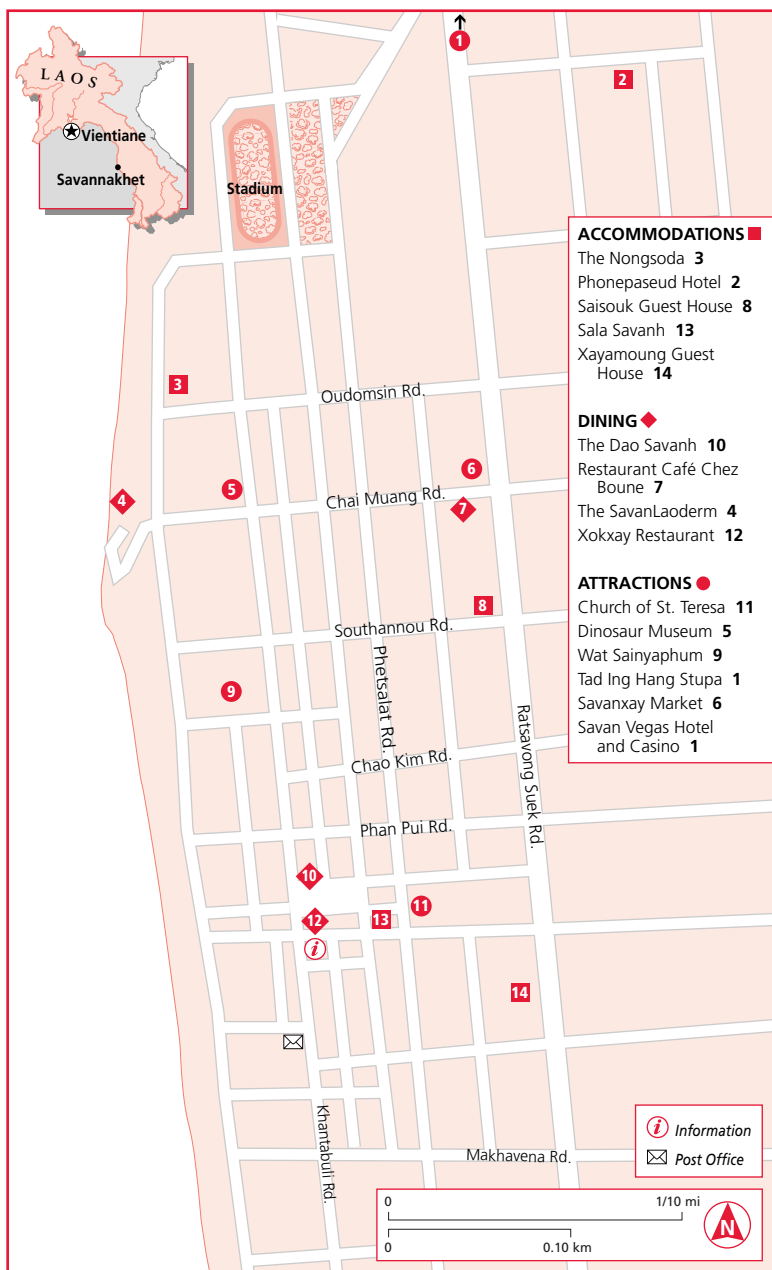 LAOS
Vientiane
Savannakhet
1
2
Stadium
ACCOMMODATIONS
The Nongsoda 3
Phonepaseud Hotel 2
Saisouk Guest House 8
Sala Savanh 13
Xayamoung Guest
House 14
DINING
The Dao Savanh 10
Restaurant Café Chez
Boune 7
The SavanLaoderm 4
Xokxay Restaurant 12
ATTRACTIONS
Church of St. Teresa 11
Dinosaur Museum 5
Wat Sainyaphum 9
Tad Ing Hang Stupa 1
Savanxay Market 6
Savan Vegas Hotel
and Casino 1
3
Oudomsin Rd.
6
5
4
Chai Muang Rd.
7
8
Southannou Rd.
Phetsalat Rd.
9
Ratsavong Suek Rd.
Chao Kim Rd.
Phan Pui Rd.
10
11
12
13
i
14
Khantabuli Rd.
Makhavena Rd.
i Information
Post Office
0 1/10 mi
0 0.10 km
N